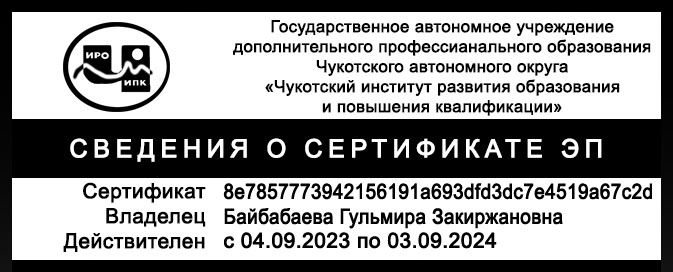 Государственное автономное учреждение
дополнительного профессианального образования
Чукотского автономного округа
«Чукотский институт развития образования
и повышения квалификации»
ИРО
ИПК
СВЕДЕНИЯ О СЕРТИФИКАТЕ ЭП
Сертификат 8e7857773942156191a693dfd3dc7e4519a67c2d
Владелец Байбабаева Гульмира Закиржановна
Действителен с 04.09.2023 по 03.09.2024